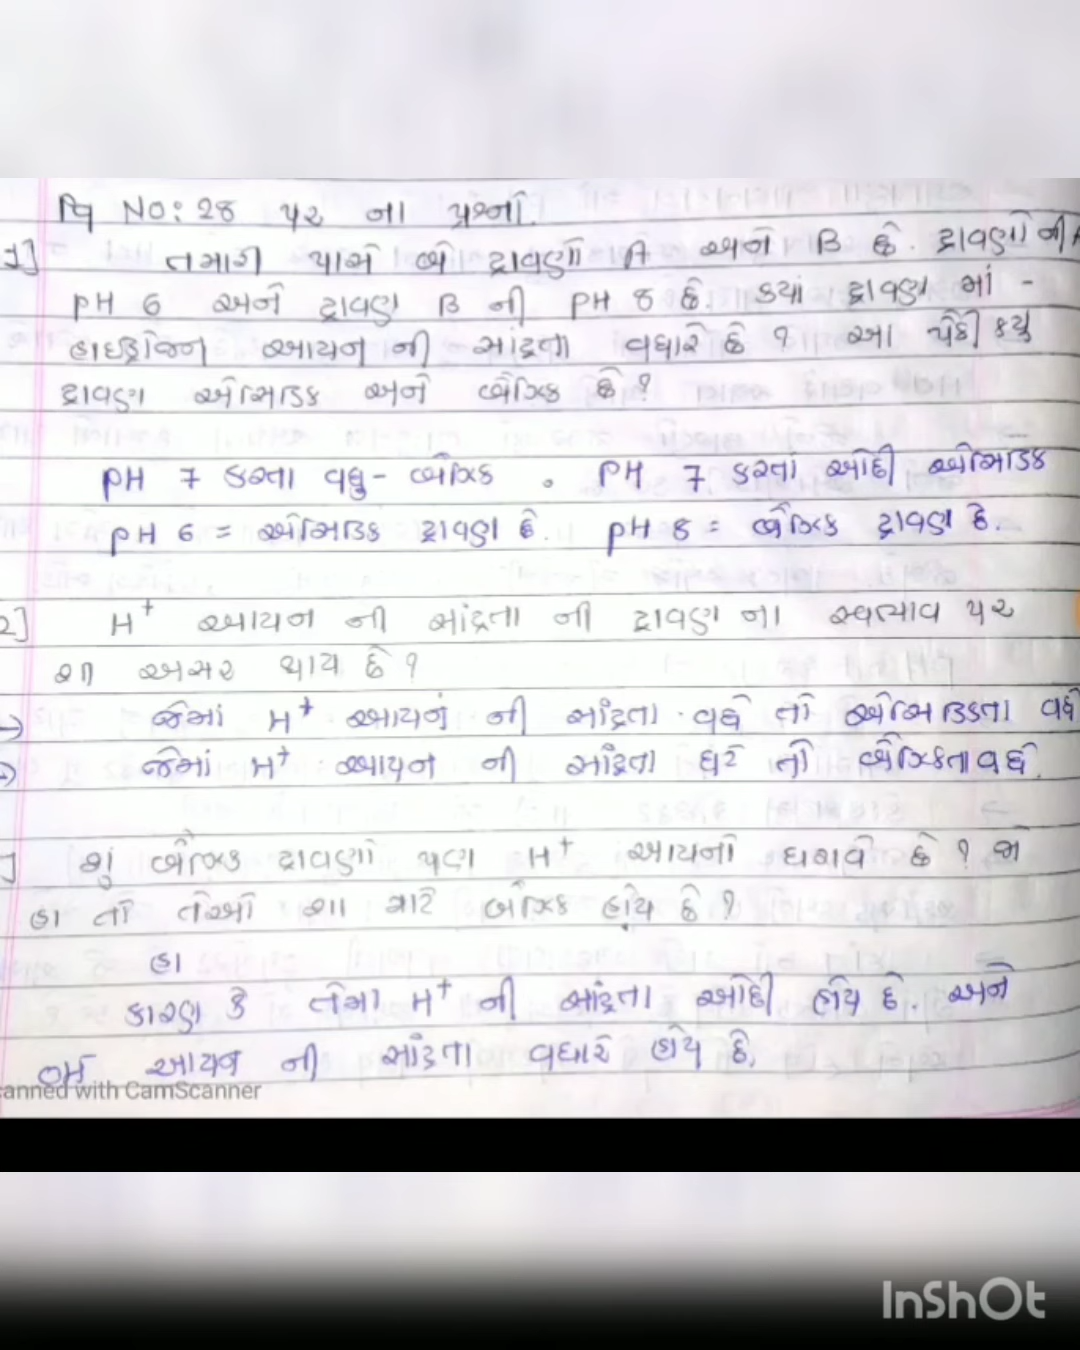 પિ NO: 28 પર ના પ્રશ્નો.
1] તમારી પાસે બે દ્રાવણો A અને B છે. દ્રાવણો ની A
PH 6 અને દ્રાવણ B ની PH 8 છે. કયાં દ્રાવણ માં -
હાઇડ્રોજન આયન ની સાંદ્રતા વધારે છે ? આ પૈકી કયુ
દ્રાવણ એસિડિક અને બેઝિક છે ?
PH 7 કરતા વધુ - બેઝિક . PH 7 કરતાં ઓછી એસિડિક
PH 6 = એસિડિક દ્રાવણ છે. PH 8 = બેઝિક દ્રાવણ છે.
૨] H⁺ આયન ની સાંદ્રતા ની દ્રાવણ ના સ્વભાવ પર
શા અસર થાય છે ?
→ જેમાં H⁺ આયન ની સાંદ્રતા વધે તો એસિડિકતા વધે
→ જેમાં H⁺ આયન ની સાંદ્રતા ઘટે તો બેઝિકતા વધે.
] શું બેઝિક દ્રાવણો પણ H⁺ આયનો ધરાવે છે ? જો
હા તો તેઓ શા માટે બેઝિક હોય છે ?
હા
કારણ કે તેમા H⁺ ની સાંદ્રતા ઓછી હોય છે અને
OH⁻ આયન ની સાંદ્રતા વધારે હોય છે.
canned with CamScanner
InShOt